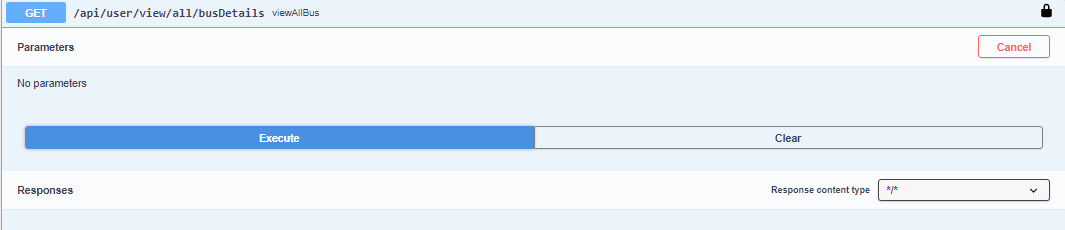 GET /api/user/view/all/busDetails viewAllBus
Parameters Cancel
No parameters
Execute Clear
Responses Response content type */*